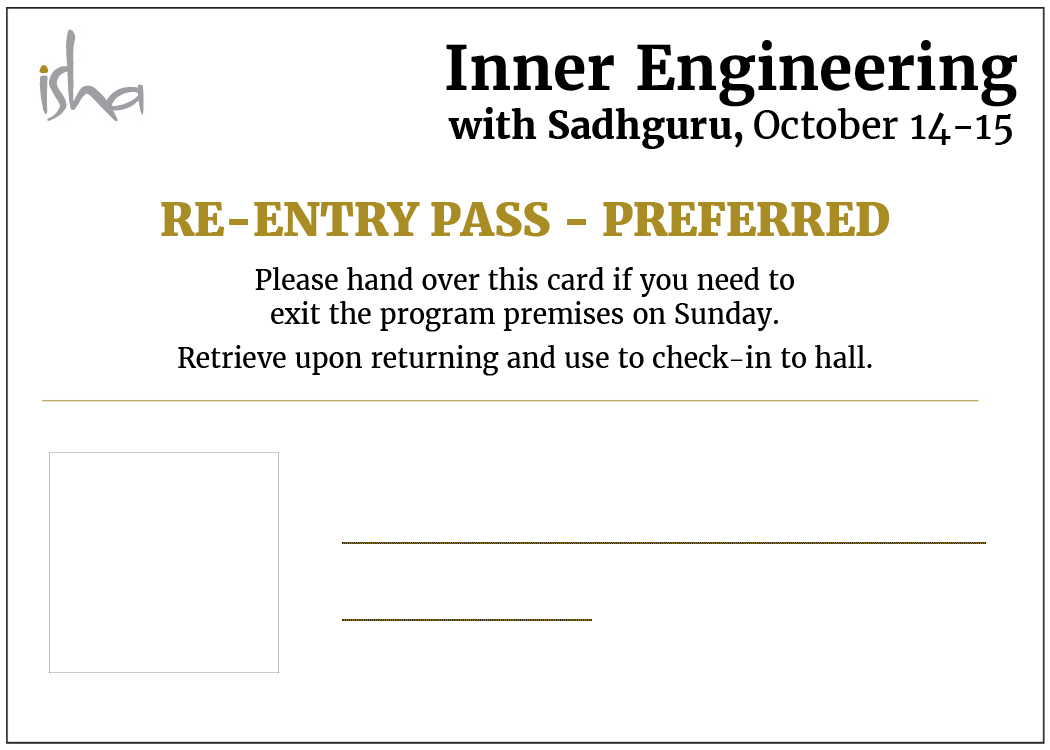 isha
Inner Engineering
with Sadhguru, October 14-15
RE-ENTRY PASS - PREFERRED
Please hand over this card if you need to
exit the program premises on Sunday.
Retrieve upon returning and use to check-in to hall.